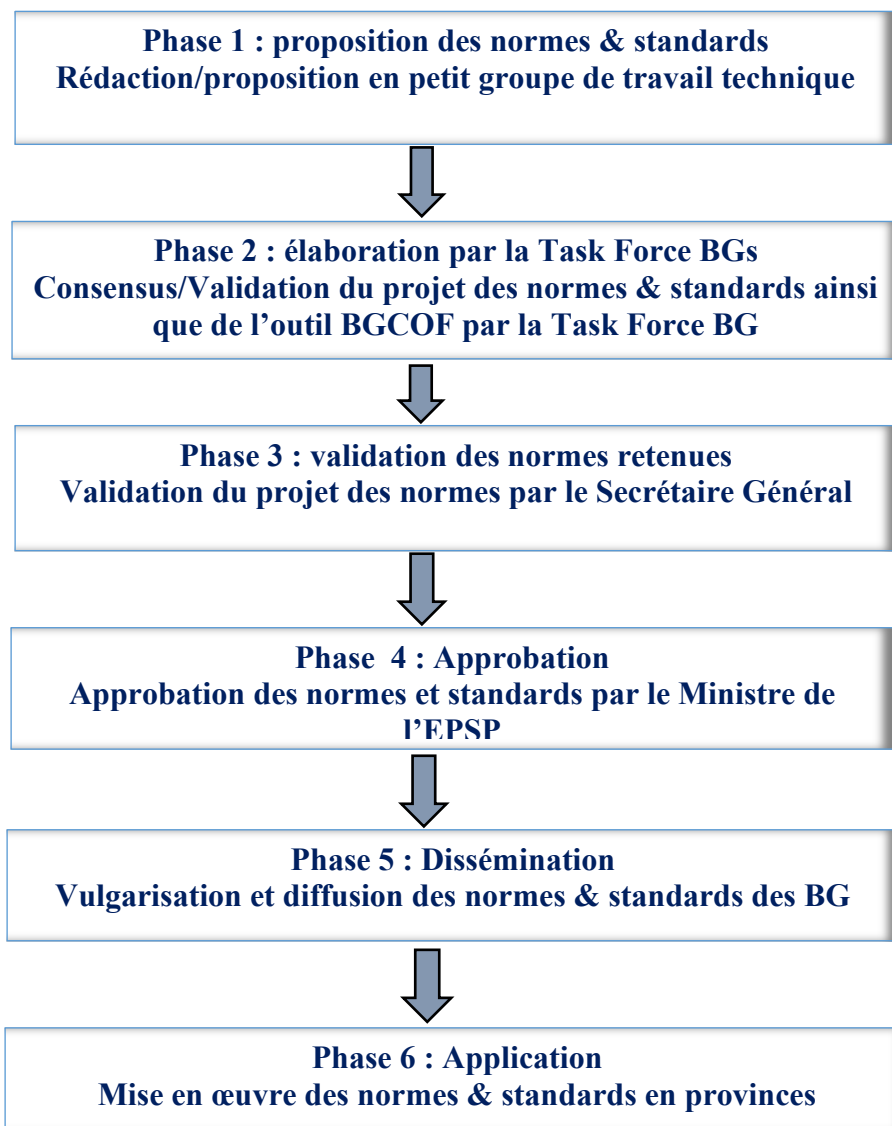 Phase 1 : proposition des normes & standards
Rédaction/proposition en petit groupe de travail technique
Phase 2 : élaboration par la Task Force BGs
Consensus/Validation du projet des normes & standards ainsi
que de l’outil BGCOF par la Task Force BG
Phase 3 : validation des normes retenues
Validation du projet des normes par le Secrétaire Général
Phase 4 : Approbation
Approbation des normes et standards par le Ministre de
l’EPSP
Phase 5 : Dissémination
Vulgarisation et diffusion des normes & standards des BG
Phase 6 : Application
Mise en œuvre des normes & standards en provinces